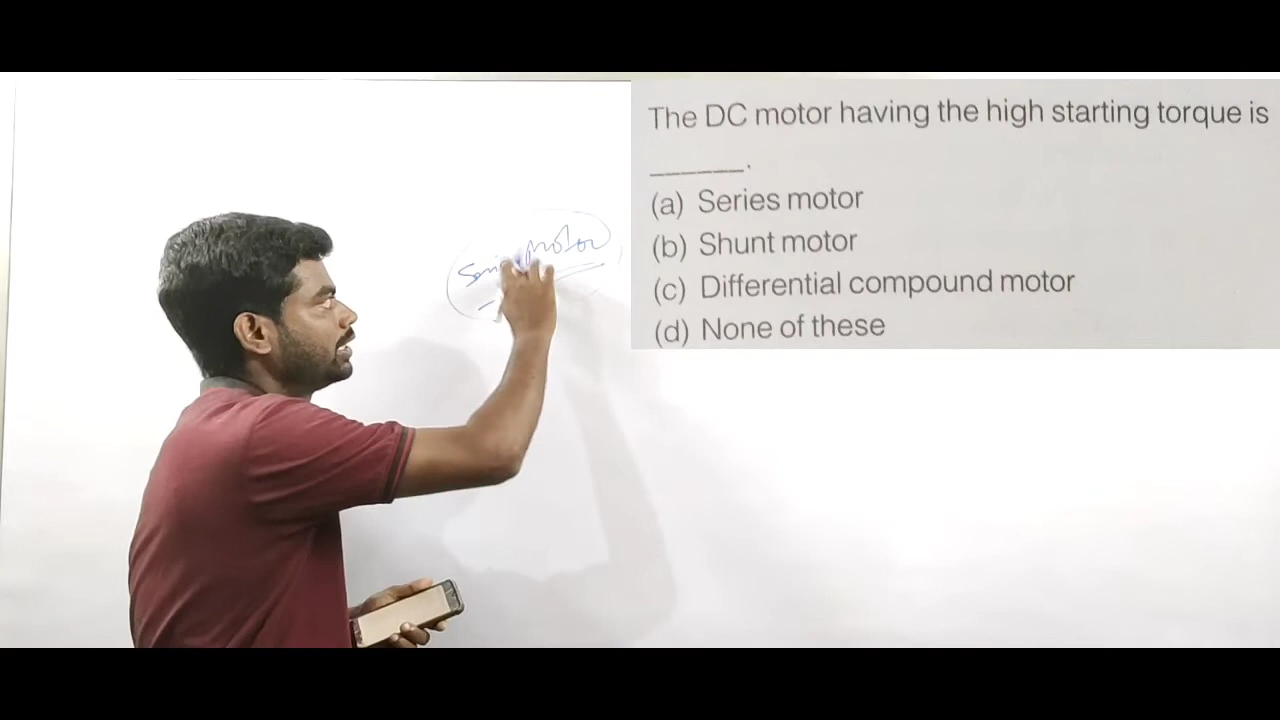 Series motor
The DC motor having the high starting torque is
______.
(a) Series motor
(b) Shunt motor
(c) Differential compound motor
(d) None of these